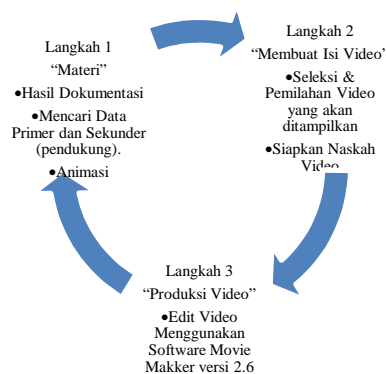 Langkah 1
“Materi”
•Hasil Dokumentasi
•Mencari Data
Primer dan Sekunder
(pendukung).
•Animasi
Langkah 2
“Membuat Isi Video”
•Seleksi &
Pemilahan Video
yang akan
ditampilkan
•Siapkan Naskah
Video
Langkah 3
“Produksi Video”
•Edit Video
Menggunakan
Software Movie
Makker versi 2.6